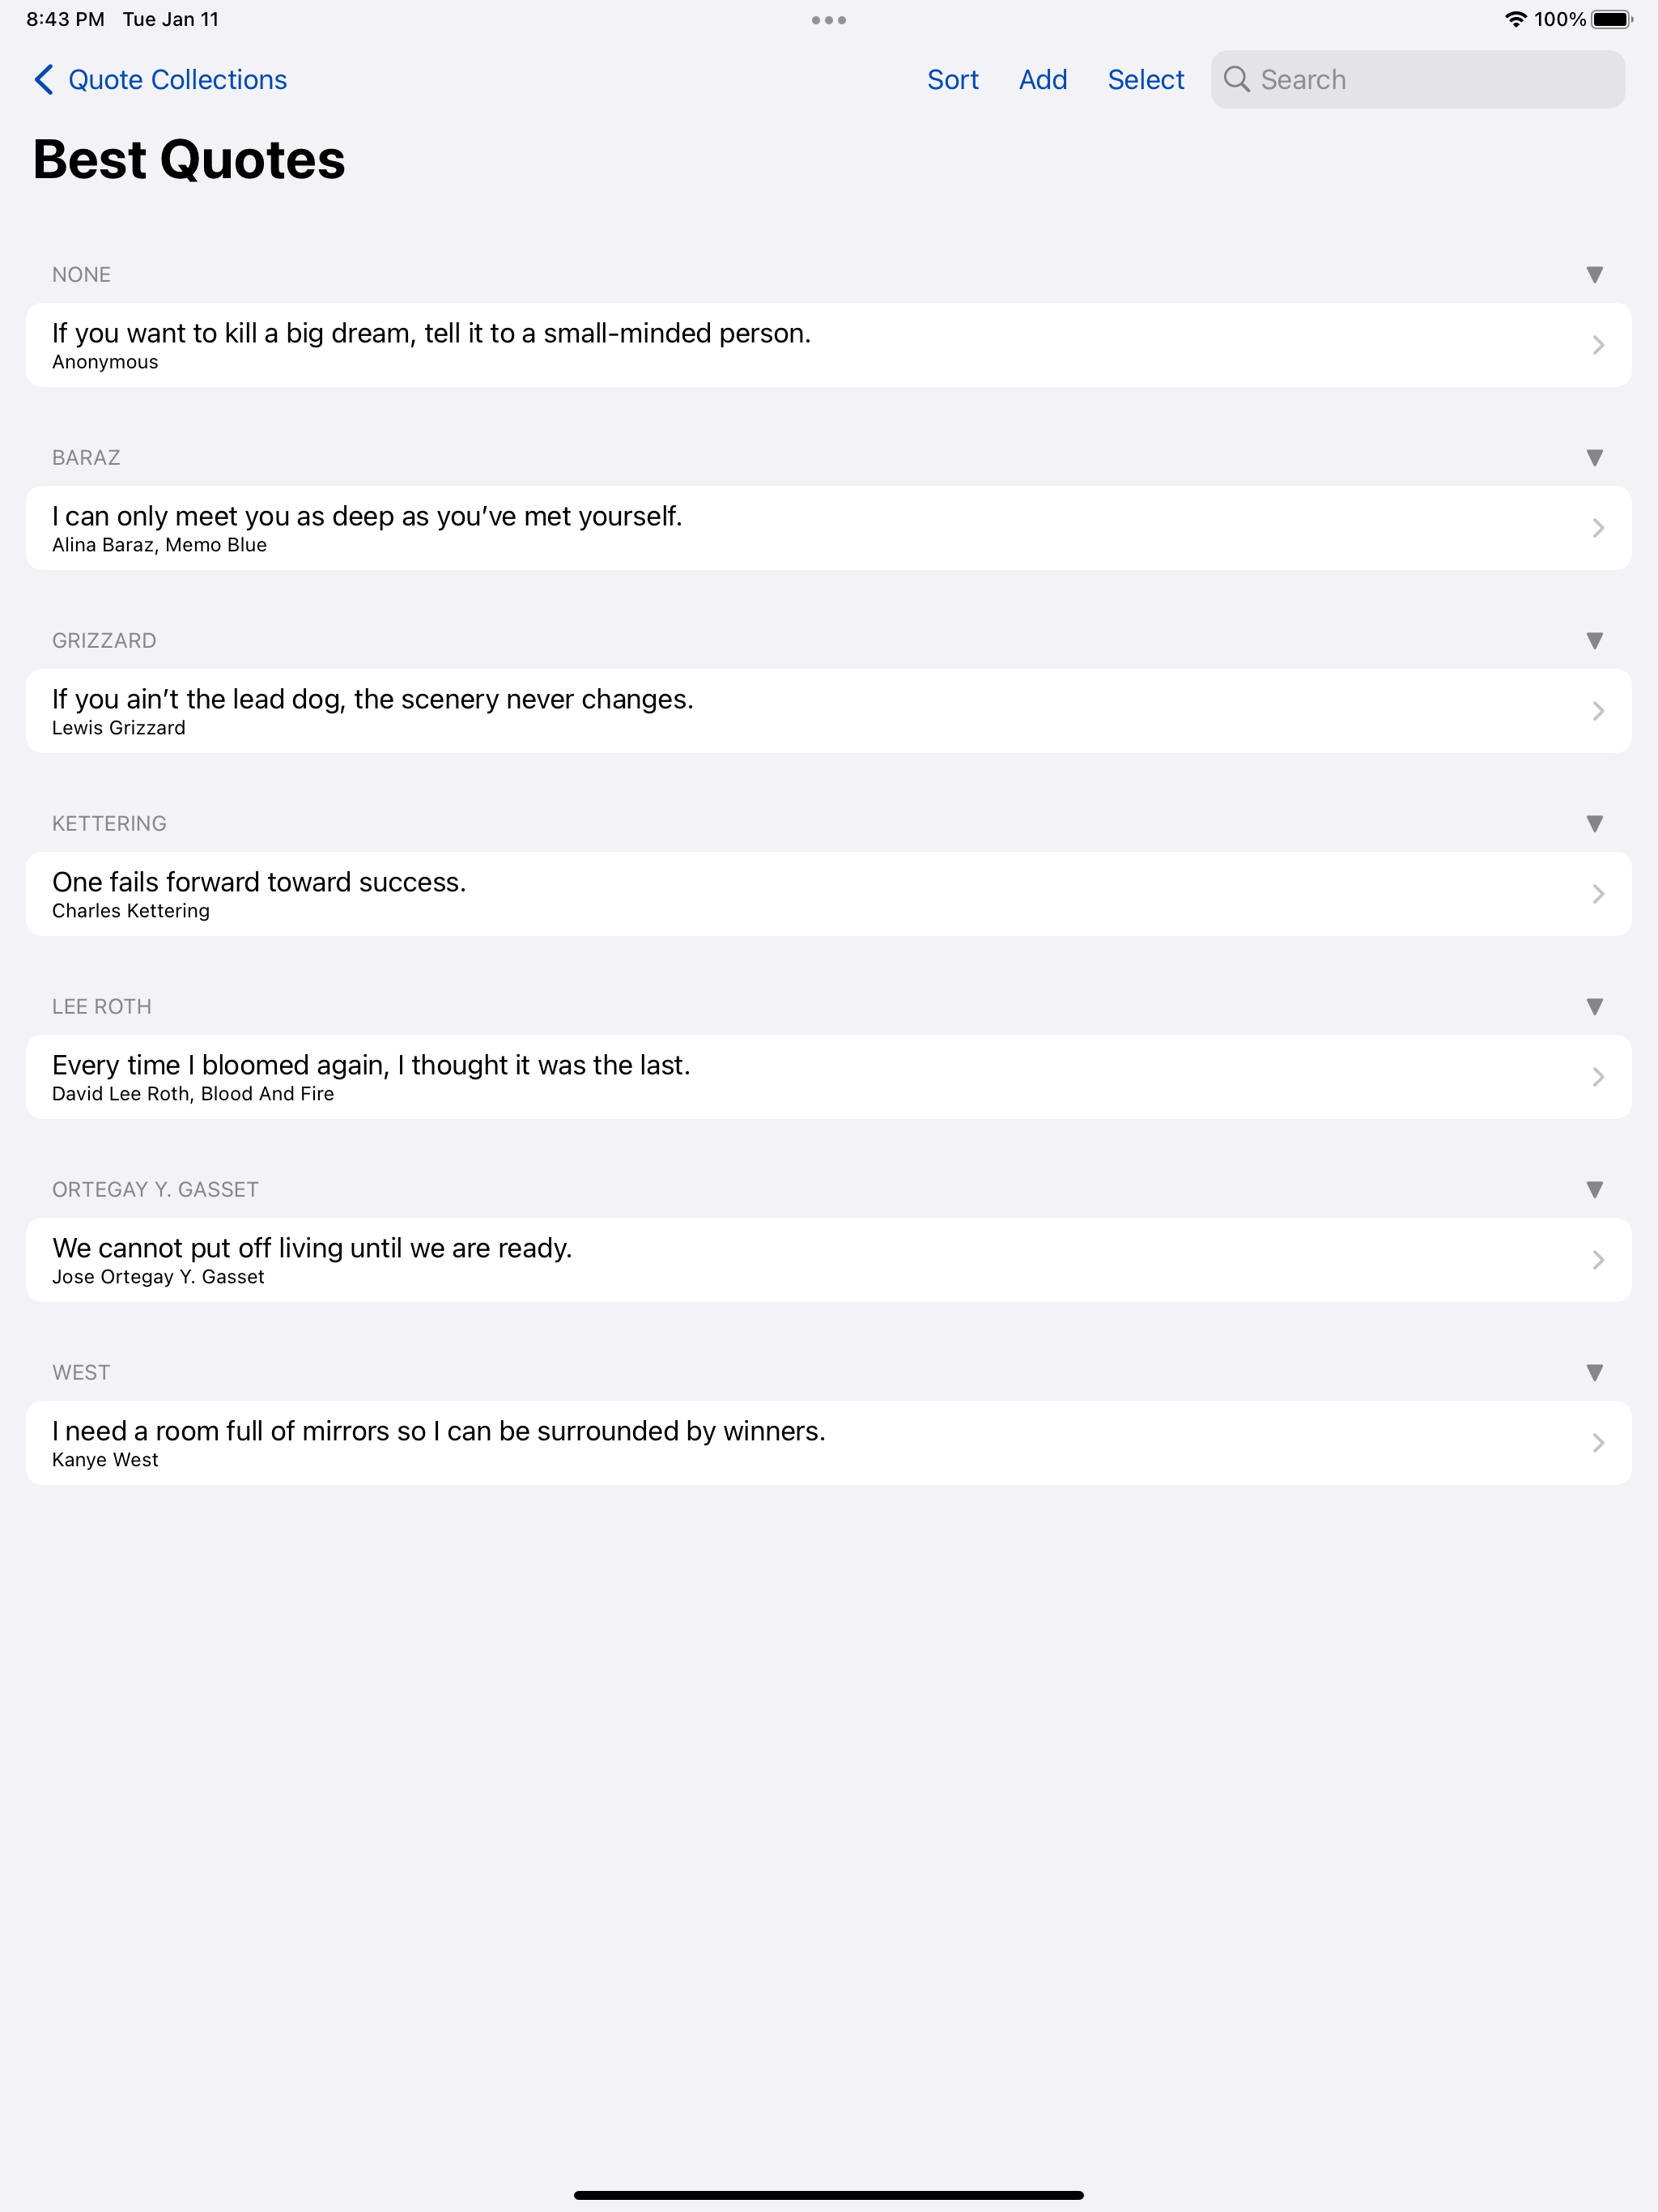 8:43 PM Tue Jan 11
100%
Quote Collections
Sort Add Select Search
Best Quotes
NONE
If you want to kill a big dream, tell it to a small-minded person.
Anonymous
BARAZ
I can only meet you as deep as you’ve met yourself.
Alina Baraz, Memo Blue
GRIZZARD
If you ain’t the lead dog, the scenery never changes.
Lewis Grizzard
KETTERING
One fails forward toward success.
Charles Kettering
LEE ROTH
Every time I bloomed again, I thought it was the last.
David Lee Roth, Blood And Fire
ORTEGAY Y. GASSET
We cannot put off living until we are ready.
Jose Ortegay Y. Gasset
WEST
I need a room full of mirrors so I can be surrounded by winners.
Kanye West